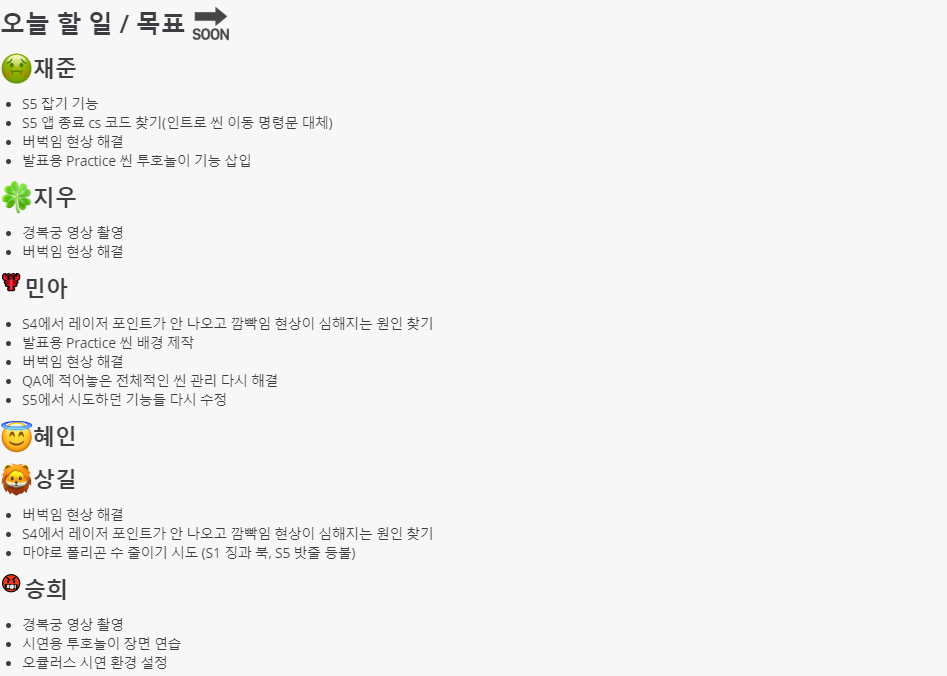 오늘 할 일 / 목표 SOON
재준
S5 잡기 기능
S5 앱 종료 cs 코드 찾기(인트로 씬 이동 명령문 대체)
버벅임 현상 해결
발표용 Practice 씬 투호놀이 기능 삽입
지우
경복궁 영상 촬영
버벅임 현상 해결
민아
S4에서 레이저 포인트가 안 나오고 깜빡임 현상이 심해지는 원인 찾기
발표용 Practice 씬 배경 제작
버벅임 현상 해결
QA에 적어놓은 전체적인 씬 관리 다시 해결
S5에서 시도하던 기능들 다시 수정
혜인
상길
버벅임 현상 해결
S4에서 레이저 포인트가 안 나오고 깜빡임 현상이 심해지는 원인 찾기
마야로 폴리곤 수 줄이기 시도 (S1 징과 북, S5 밧줄 등불)
승희
경복궁 영상 촬영
시연용 투호놀이 장면 연습
오큘러스 시연 환경 설정